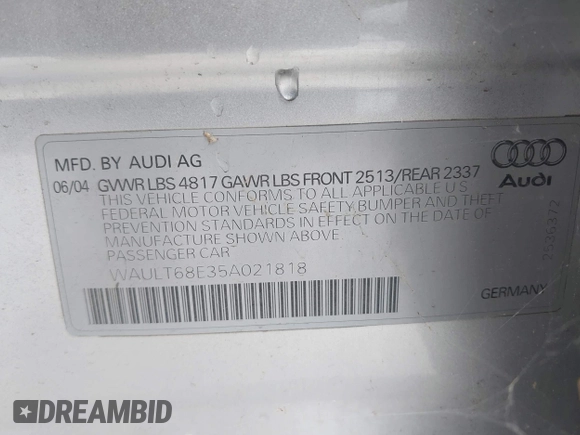 MFD. BY AUDI AG
06/04 GVWR LBS 4817 GAWR LBS FRONT 2513/REAR 2337
THIS VEHICLE CONFORMS TO ALL APPLICABLE U S
FEDERAL MOTOR VEHICLE SAFETY, BUMPER AND THEFT
PREVENTION STANDARDS IN EFFECT ON THE DATE OF
MANUFACTURE SHOWN ABOVE
PASSENGER CAR
WAULT68E35A021818
Audi
2636372
GERMANY
DREAMBID